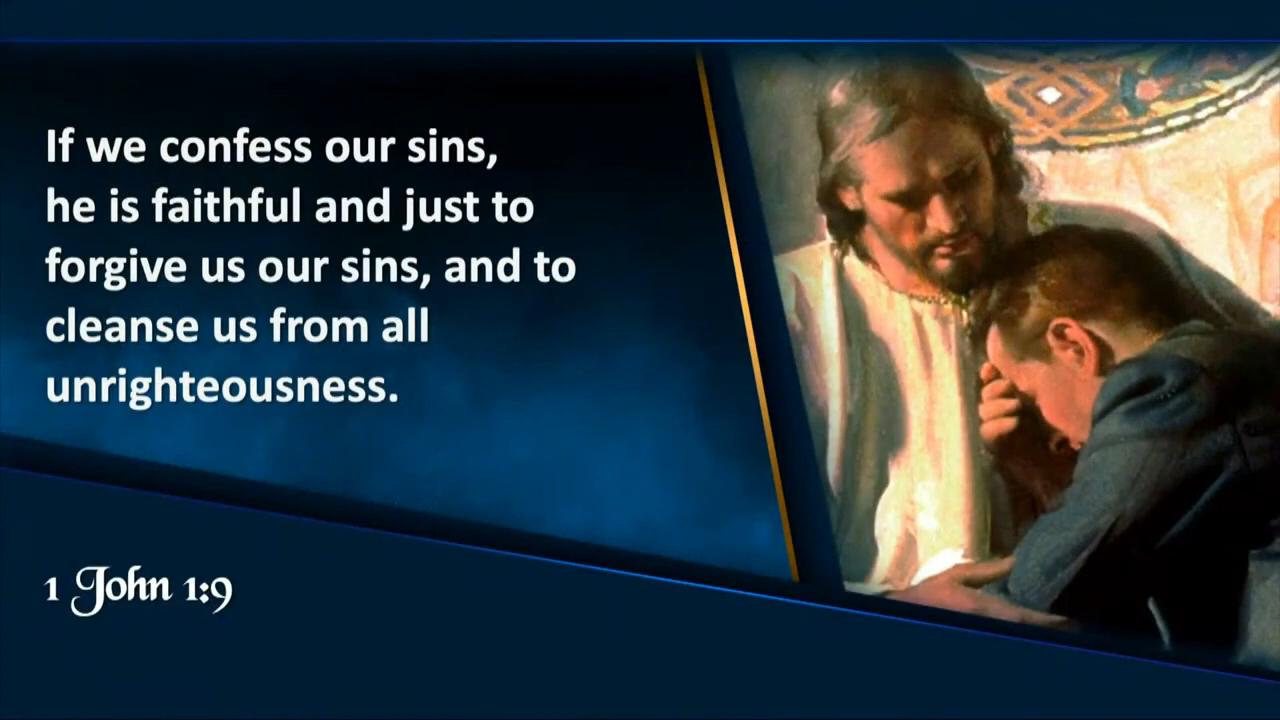 If we confess our sins,
he is faithful and just to
forgive us our sins, and to
cleanse us from all
unrighteousness.
1 John 1:9